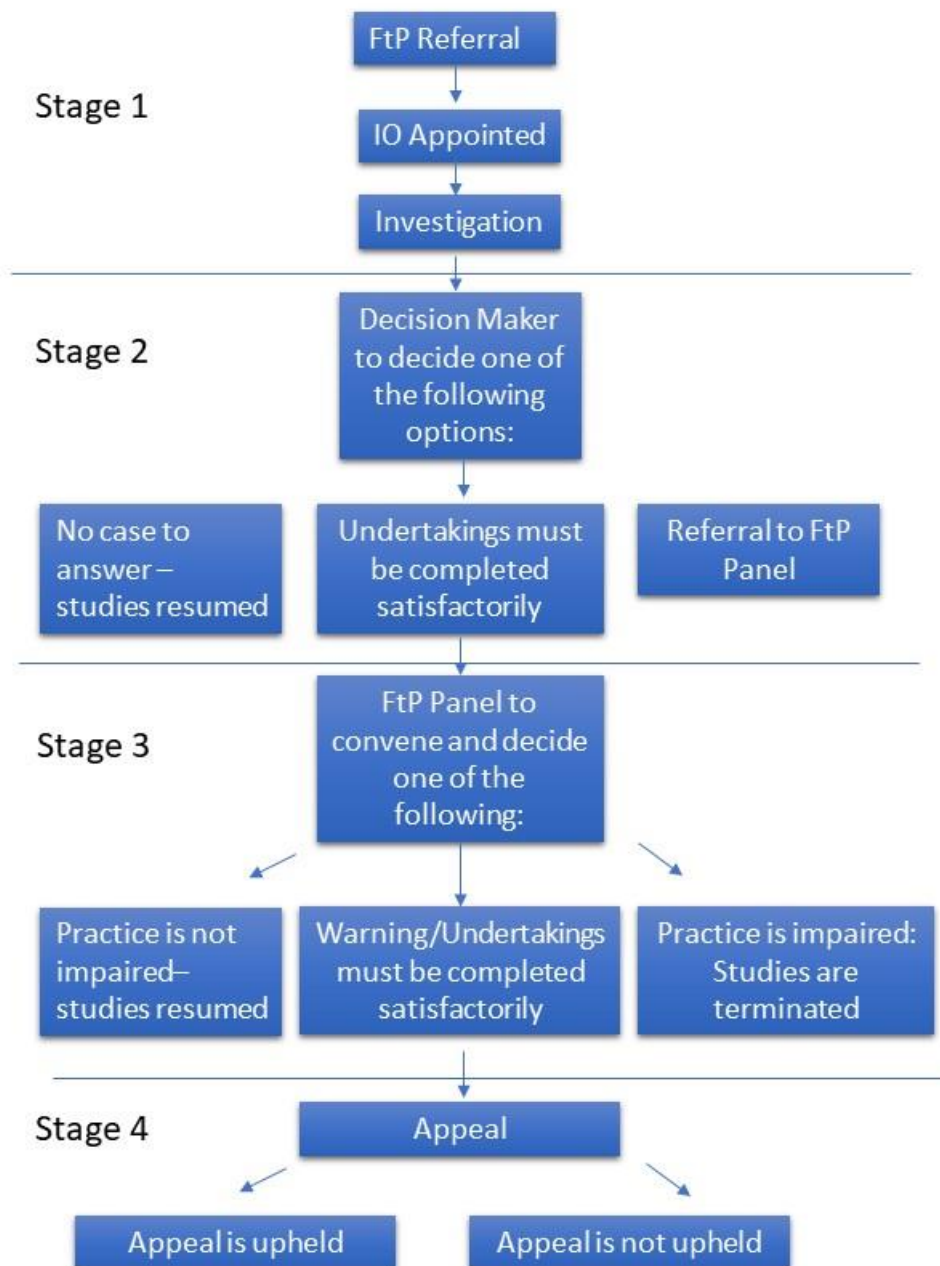 FtP Referral
Stage 1
IO Appointed
Investigation
Stage 2
Decision Maker
to decide one of
the following
options:
No case to
answer –
studies resumed
Undertakings must
be completed
satisfactorily
Referral to FtP
Panel
Stage 3
FtP Panel to
convene and decide
one of the
following:
Practice is not
impaired–
studies resumed
Warning/Undertakings
must be completed
satisfactorily
Practice is impaired:
Studies are
terminated
Stage 4
Appeal
Appeal is upheld
Appeal is not upheld